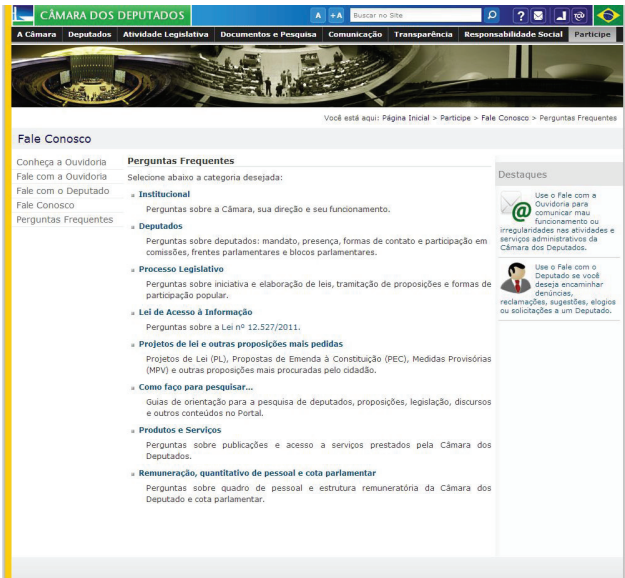 CÂMARA DOS DEPUTADOS
A +A Buscar no Site ?
A Câmara Deputados Atividade Legislativa Documentos e Pesquisa Comunicação Transparência Responsabilidade Social Participe
Você está aqui: Página Inicial > Participe > Fale Conosco > Perguntas Frequentes
Fale Conosco
Conheça a Ouvidoria
Fale com a Ouvidoria
Fale com o Deputado
Fale Conosco
Perguntas Frequentes
Perguntas Frequentes
Selecione abaixo a categoria desejada:
» Institucional
Perguntas sobre a Câmara, sua direção e seu funcionamento.
» Deputados
Perguntas sobre deputados: mandato, presença, formas de contato e participação em
comissões, frentes parlamentares e blocos parlamentares.
» Processo Legislativo
Perguntas sobre iniciativa e elaboração de leis, tramitação de proposições e formas de
participação popular.
» Lei de Acesso à Informação
Perguntas sobre a Lei nº 12.527/2011.
» Projetos de lei e outras proposições mais pedidas
Projetos de Lei (PL), Propostas de Emenda à Constituição (PEC), Medidas Provisórias
(MPV) e outras proposições mais procuradas pelo cidadão.
» Como faço para pesquisar...
Guias de orientação para a pesquisa de deputados, proposições, legislação, discursos
e outros conteúdos no Portal.
» Produtos e Serviços
Perguntas sobre publicações e acesso a serviços prestados pela Câmara dos
Deputados.
» Remuneração, quantitativo de pessoal e cota parlamentar
Perguntas sobre quadro de pessoal e estrutura remuneratória da Câmara dos
Deputado e cota parlamentar.
Destaques
Use o Fale com a
Ouvidoria para
comunicar mau
funcionamento ou
irregularidades nas atividades e
serviços administrativos da
Câmara dos Deputados.
Use o Fale com o
Deputado se você
deseja encaminhar
denúncias,
reclamações, sugestões, elogios
ou solicitações a um Deputado.